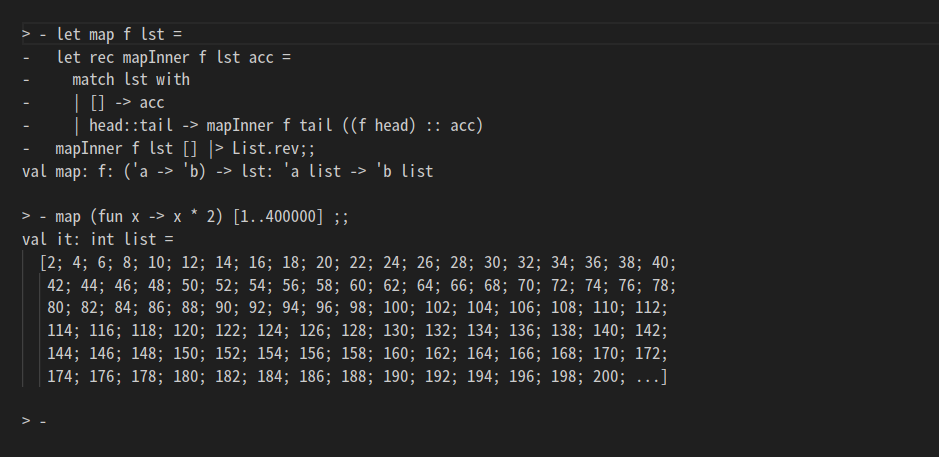 > - let map f lst =
-   let rec mapInner f lst acc =
-     match lst with
-     | [] -> acc
-     | head::tail -> mapInner f tail ((f head) :: acc)
-   mapInner f lst [] |> List.rev;;
val map: f: ('a -> 'b) -> lst: 'a list -> 'b list
> - map (fun x -> x * 2) [1..400000] ;;
val it: int list =
  [2; 4; 6; 8; 10; 12; 14; 16; 18; 20; 22; 24; 26; 28; 30; 32; 34; 36; 38; 40;
   42; 44; 46; 48; 50; 52; 54; 56; 58; 60; 62; 64; 66; 68; 70; 72; 74; 76; 78;
   80; 82; 84; 86; 88; 90; 92; 94; 96; 98; 100; 102; 104; 106; 108; 110; 112;
   114; 116; 118; 120; 122; 124; 126; 128; 130; 132; 134; 136; 138; 140; 142;
   144; 146; 148; 150; 152; 154; 156; 158; 160; 162; 164; 166; 168; 170; 172;
   174; 176; 178; 180; 182; 184; 186; 188; 190; 192; 194; 196; 198; 200; ...]
> -